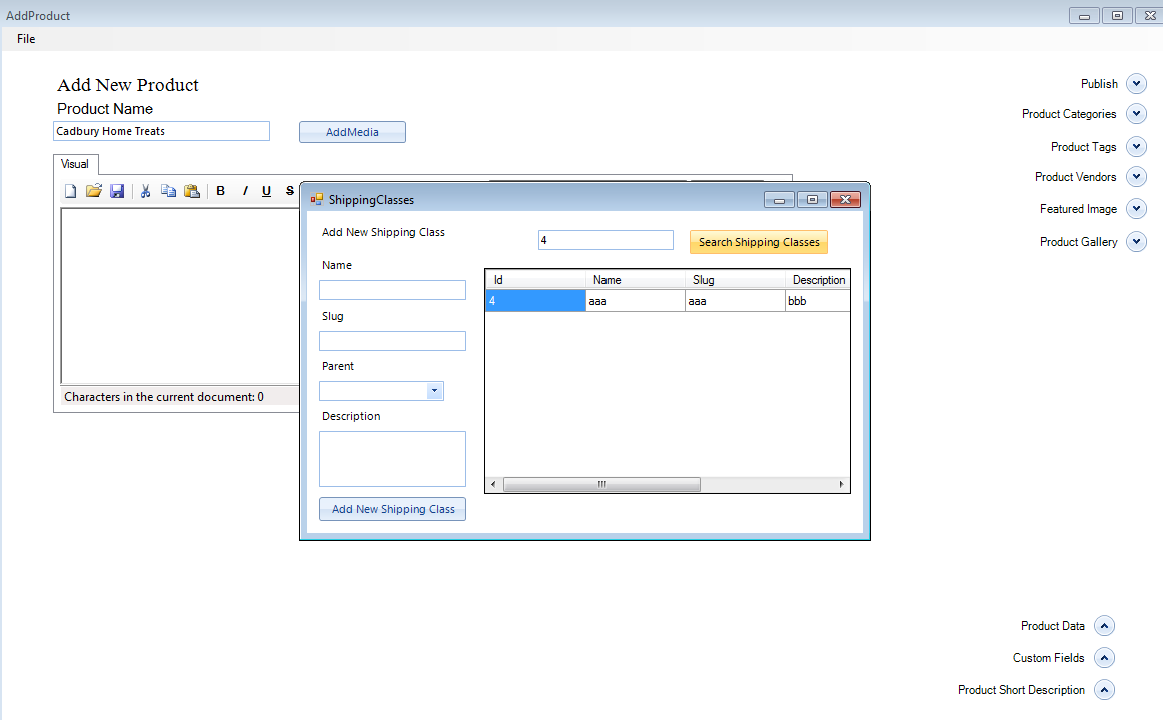 AddProduct
File
Add New Product
Product Name
Cadbury Home Treats
AddMedia
Visual
B I U S
Characters in the current document: 0
ShippingClasses
Add New Shipping Class
4
Search Shipping Classes
Name
Slug
Parent
Description
Add New Shipping Class
Id Name Slug Description
4 aaa aaa bbb
Publish
Product Categories
Product Tags
Product Vendors
Featured Image
Product Gallery
Product Data
Custom Fields
Product Short Description